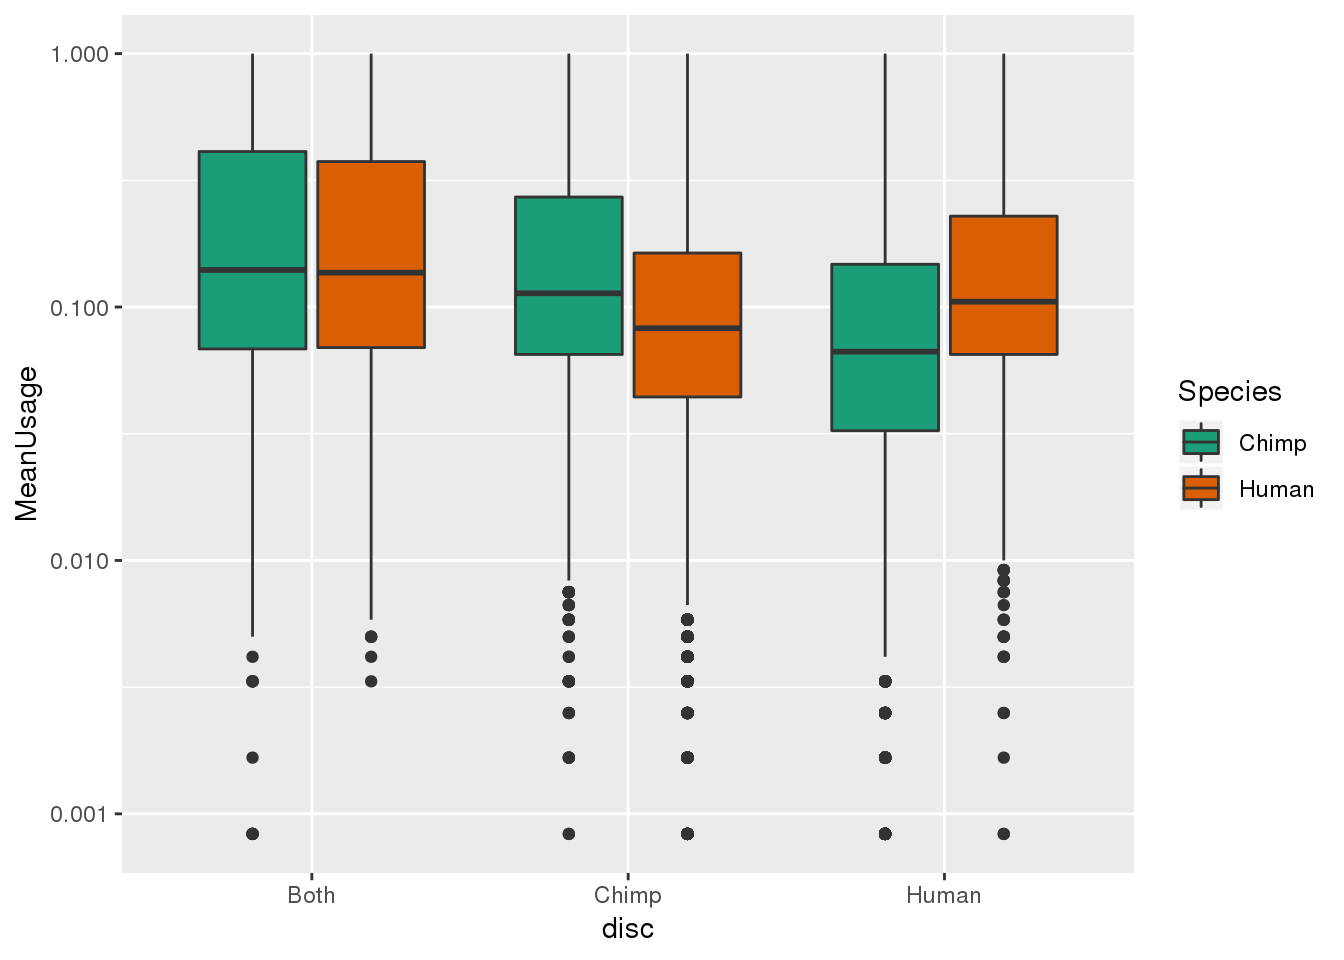 1.000
0.100
0.010
0.001
MeanUsage
Both
Chimp
Human
disc
Species
Chimp
Human